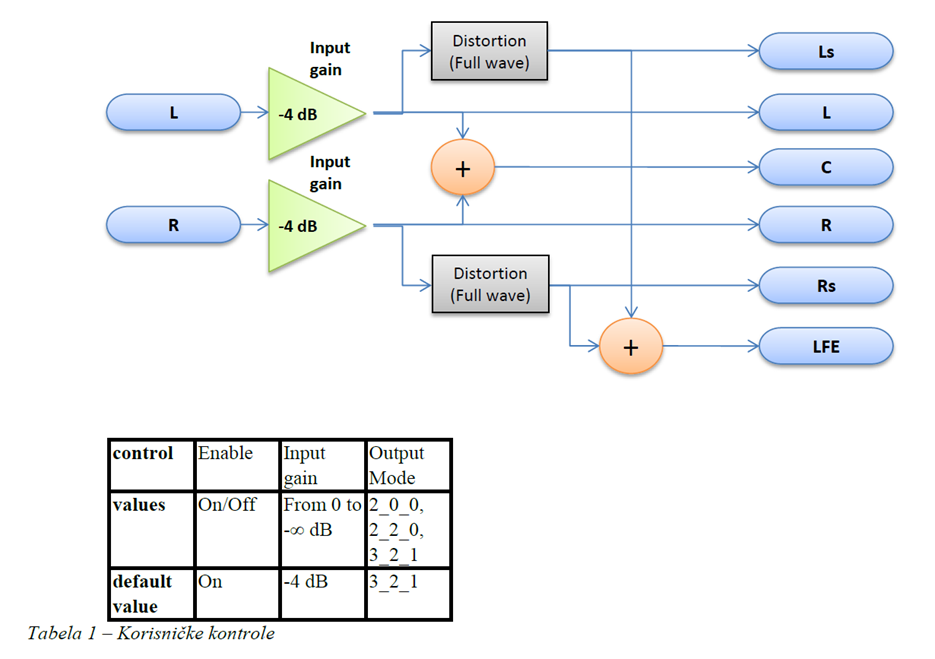 Input
gain
Distortion
(Full wave)
Ls
L
-4 dB
L
+
C
Input
gain
R
-4 dB
R
Distortion
(Full wave)
Rs
+
LFE
control Enable Input gain Output Mode
values On/Off From 0 to -∞ dB 2_0_0, 2_2_0, 3_2_1
default value On -4 dB 3_2_1
Tabela 1 – Korisničke kontrole